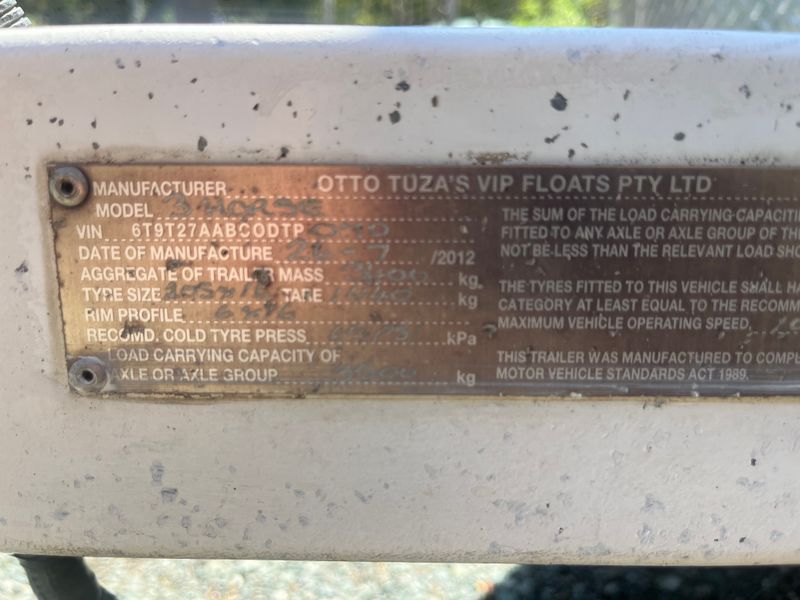 MANUFACTURER OTTO TUZA'S VIP FLOATS PTY LTD
MODEL 3 HORSE
VIN 6T9T27AABCODTP
DATE OF MANUFACTURE /2012
AGGREGATE OF TRAILER MASS kg
TYRE SIZE TARE kg
RIM PROFILE
RECOMD. COLD TYRE PRESS kPa
LOAD CARRYING CAPACITY OF
AXLE OR AXLE GROUP kg
THE SUM OF THE LOAD CARRYING CAPACITI
FITTED TO ANY AXLE OR AXLE GROUP OF THE
NOT BE LESS THAN THE RELEVANT LOAD SHO
THE TYRES FITTED TO THIS VEHICLE SHALL HA
CATEGORY AT LEAST EQUAL TO THE RECOMM
MAXIMUM VEHICLE OPERATING SPEED,
THIS TRAILER WAS MANUFACTURED TO COMPL
MOTOR VEHICLE STANDARDS ACT 1989.